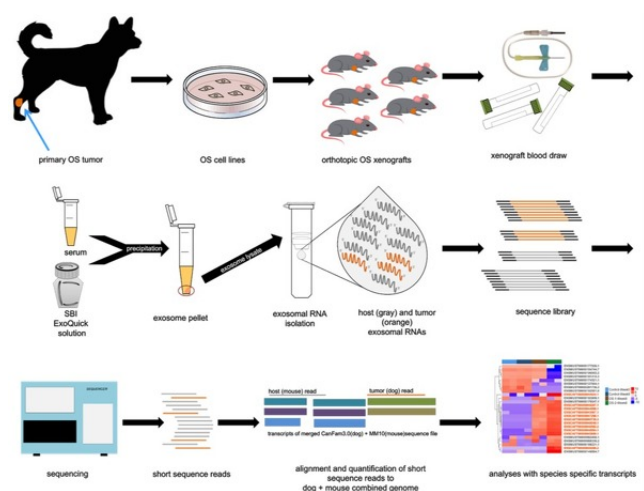 primary OS tumor
OS cell lines
orthotopic OS xenografts
xenograft blood draw
serum
SBI
ExoQuick
solution
precipitation
exosome pellet
exosome lysate
exosomal RNA
isolation
host (gray) and tumor
(orange)
exosomal RNAs
sequence library
SEQUENCER
sequencing
short sequence reads
host (mouse) read
tumor (dog) read
transcripts of merged CanFam3.0(dog) + MM10(mouse)sequence file
alignment and quantification of short
sequence reads to
dog + mouse combined genome
analyses with species specific transcripts